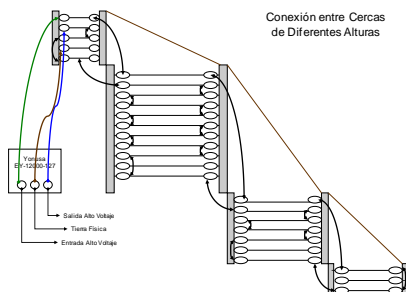 Conexión entre Cercas
de Diferentes Alturas
Yonusa
EY-12000-127
Salida Alto Voltaje
Tierra Física
Entrada Alto Voltaje